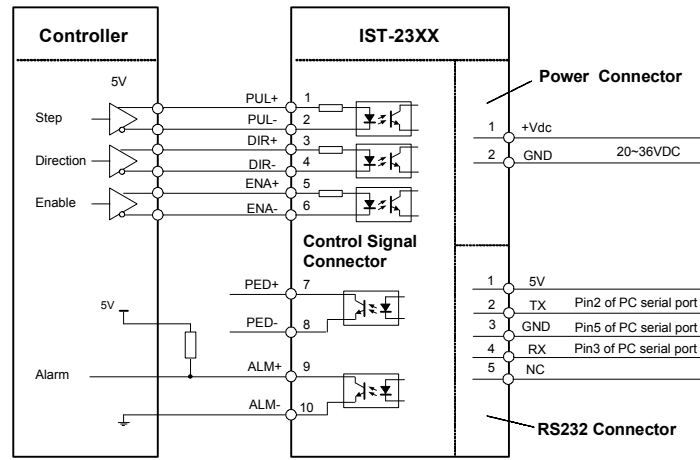 Controller
IST-23XX
5V
Step
Direction
Enable
PUL+ 1
PUL- 2
DIR+ 3
DIR- 4
ENA+ 5
ENA- 6
Control Signal
Connector
PED+ 7
PED- 8
5V
Alarm
ALM+ 9
ALM- 10
Power Connector
1 +Vdc
2 GND 20~36VDC
1 5V
2 TX Pin2 of PC serial port
3 GND Pin5 of PC serial port
4 RX Pin3 of PC serial port
5 NC
RS232 Connector